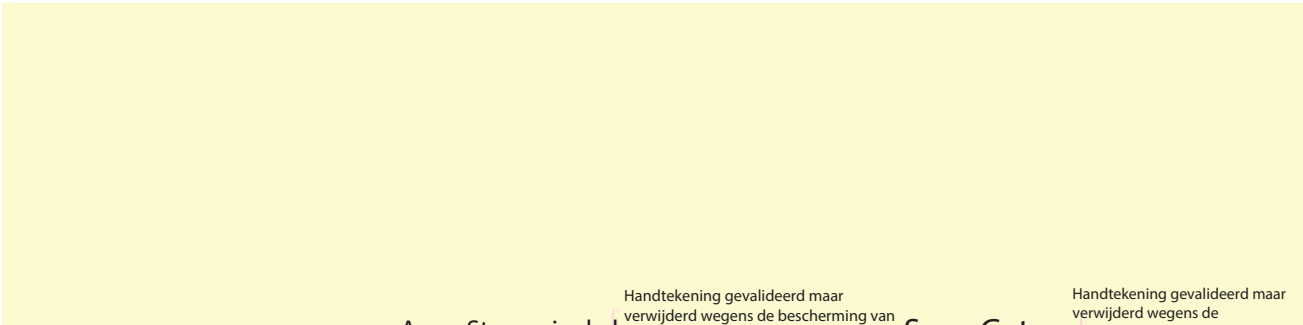 Handtekening gevalideerd maar
verwijderd wegens de bescherming van
Handtekening gevalideerd maar
verwijderd wegens de